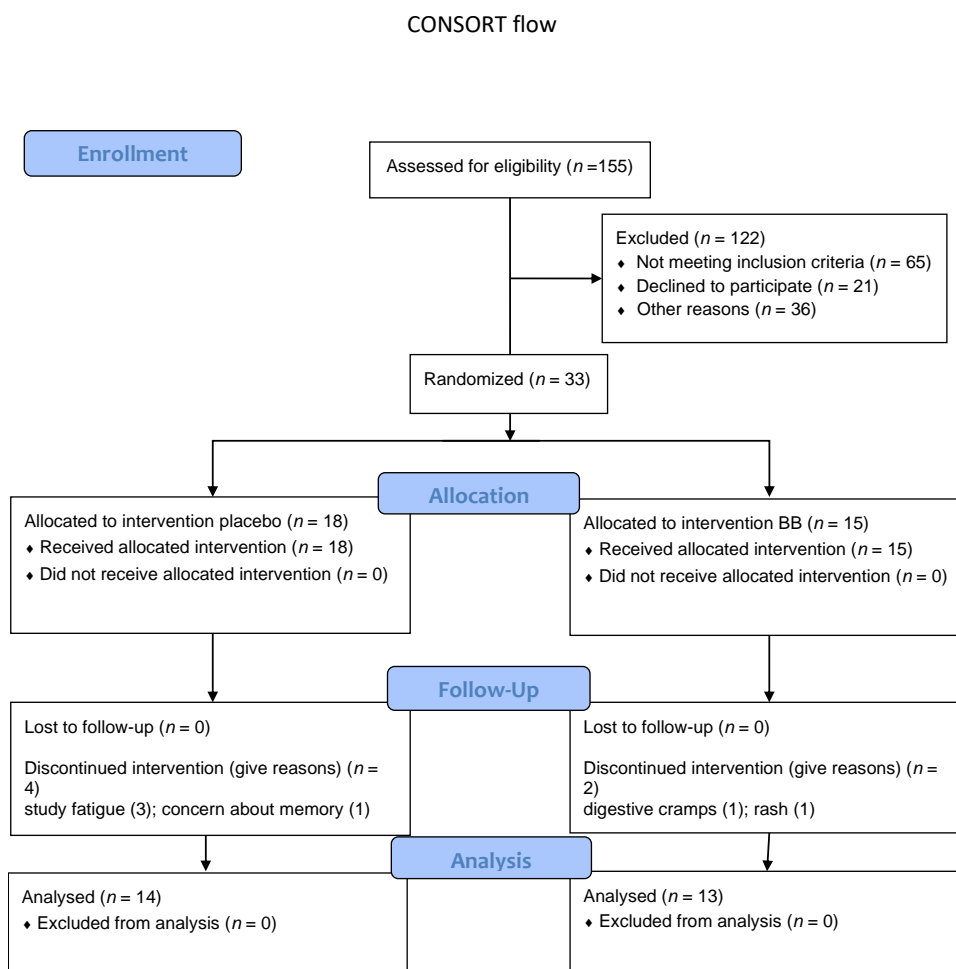 CONSORT flow
Enrollment
Assessed for eligibility (n =155)
Excluded (n = 122)
♦ Not meeting inclusion criteria (n = 65)
♦ Declined to participate (n = 21)
♦ Other reasons (n = 36)
Randomized (n = 33)
Allocation
Allocated to intervention placebo (n = 18)
♦ Received allocated intervention (n = 18)
♦ Did not receive allocated intervention (n = 0)
Allocated to intervention BB (n = 15)
♦ Received allocated intervention (n = 15)
♦ Did not receive allocated intervention (n = 0)
Follow-Up
Lost to follow-up (n = 0)
Discontinued intervention (give reasons) (n =
4)
study fatigue (3); concern about memory (1)
Lost to follow-up (n = 0)
Discontinued intervention (give reasons) (n =
2)
digestive cramps (1); rash (1)
Analysis
Analysed (n = 14)
♦ Excluded from analysis (n = 0)
Analysed (n = 13)
♦ Excluded from analysis (n = 0)